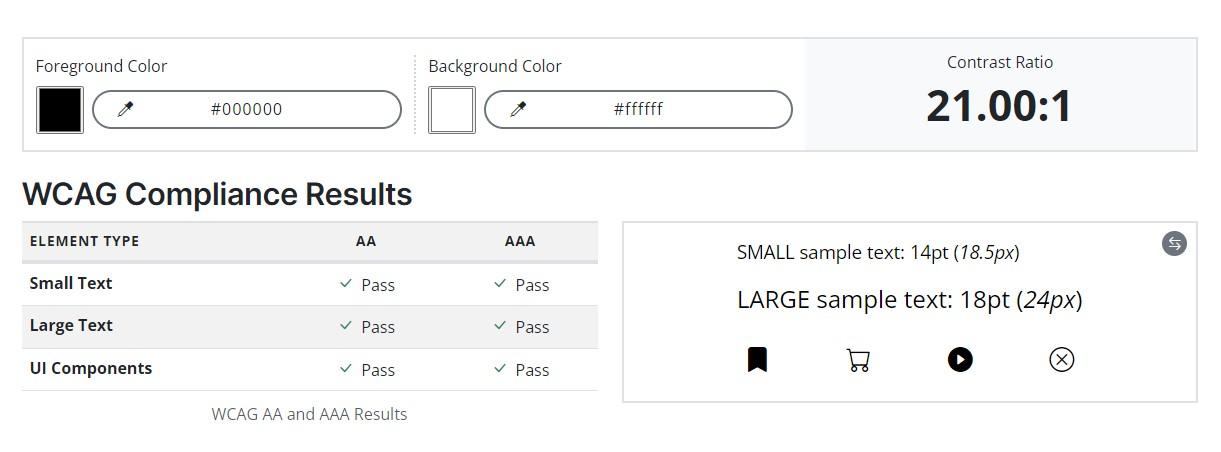 Foreground Color
#000000
Background Color
#ffffff
Contrast Ratio
21.00:1
WCAG Compliance Results
ELEMENT TYPE AA AAA
Small Text Pass Pass
Large Text Pass Pass
UI Components Pass Pass
WCAG AA and AAA Results
SMALL sample text: 14pt (18.5px)
LARGE sample text: 18pt (24px)